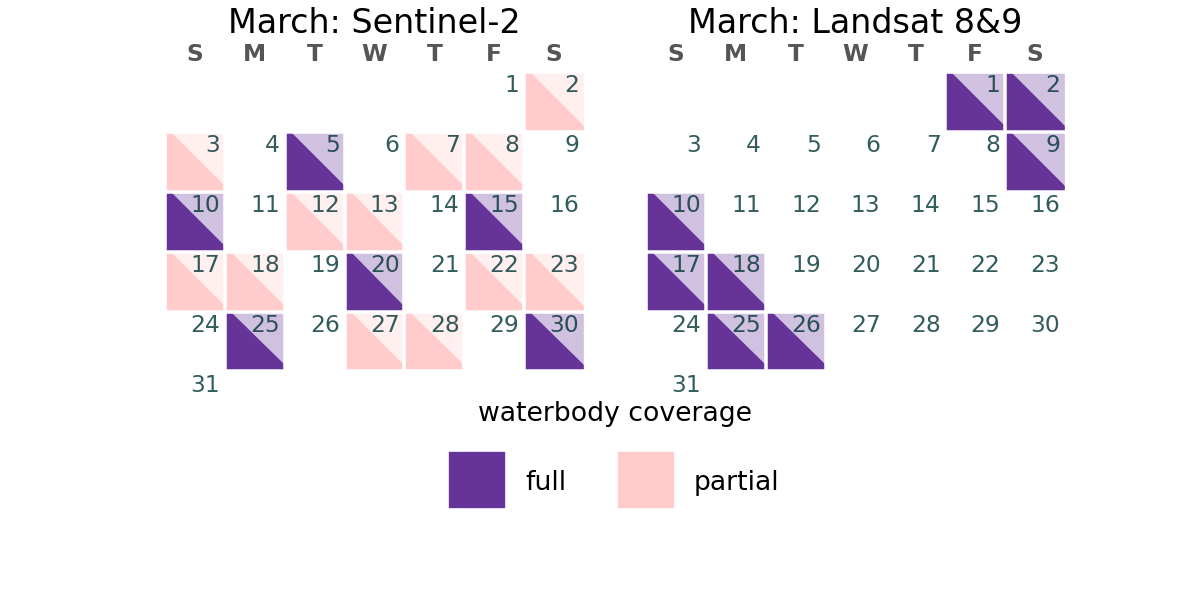 March: Sentinel-2
S M T W T F S
1 2
3 4 5 6 7 8 9
10 11 12 13 14 15 16
17 18 19 20 21 22 23
24 25 26 27 28 29 30
31
March: Landsat 8&9
S M T W T F S
1 2
3 4 5 6 7 8 9
10 11 12 13 14 15 16
17 18 19 20 21 22 23
24 25 26 27 28 29 30
31
waterbody coverage
full partial